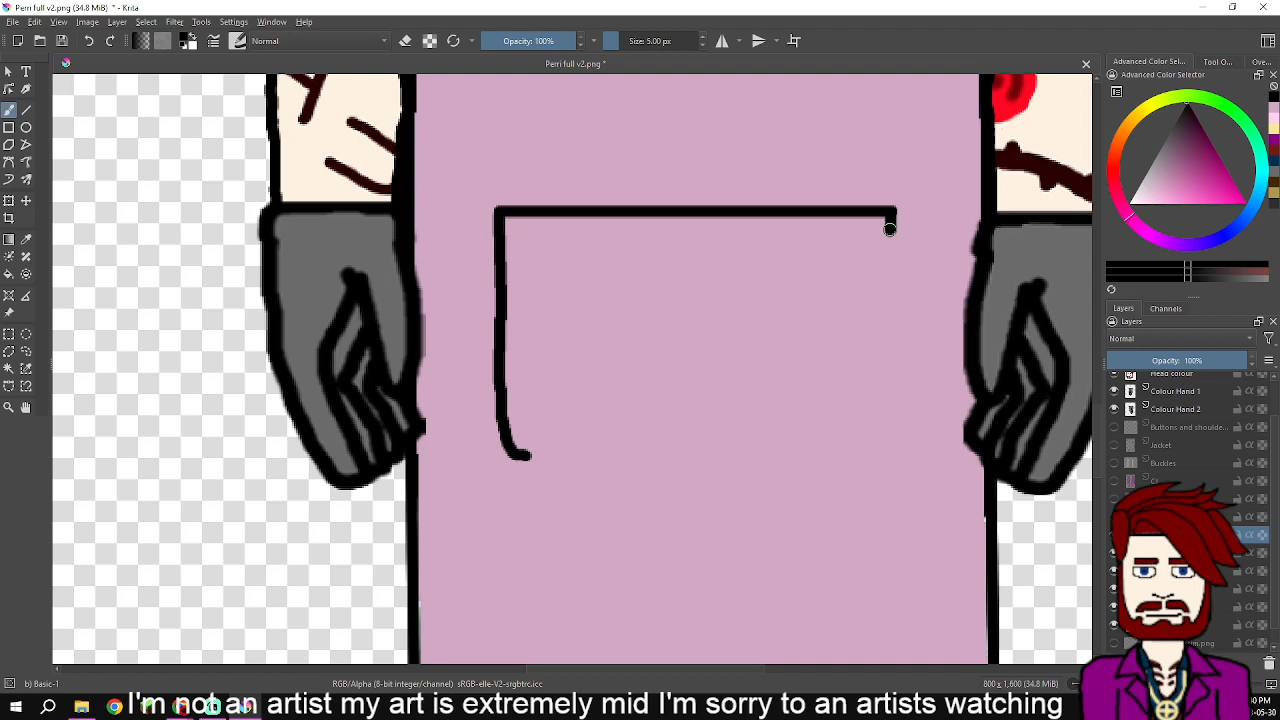 Perri full v2.png (34.8 MiB) * - Krita
File Edit View Image Layer Select Filter Tools Settings Window Help
Normal
Opacity: 100%
Size: 5.00 px
Perri full v2.png *
Advanced Color Sel... Tool O... Ove...
Advanced Color Selector
Layers Channels
Layers
Normal
Opacity: 100%
Head colour
Colour Hand 1
Colour Hand 2
Buttons and shoulde...
Jacket
Buckles
b) Basic-1
RGB/Alpha (8-bit integer/channel) sRGB-elle-V2-srgbtrc.icc
800 x 1,600 (34.8 MiB)
I'm not an artist my art is extremely mid I'm sorry to an artists watching